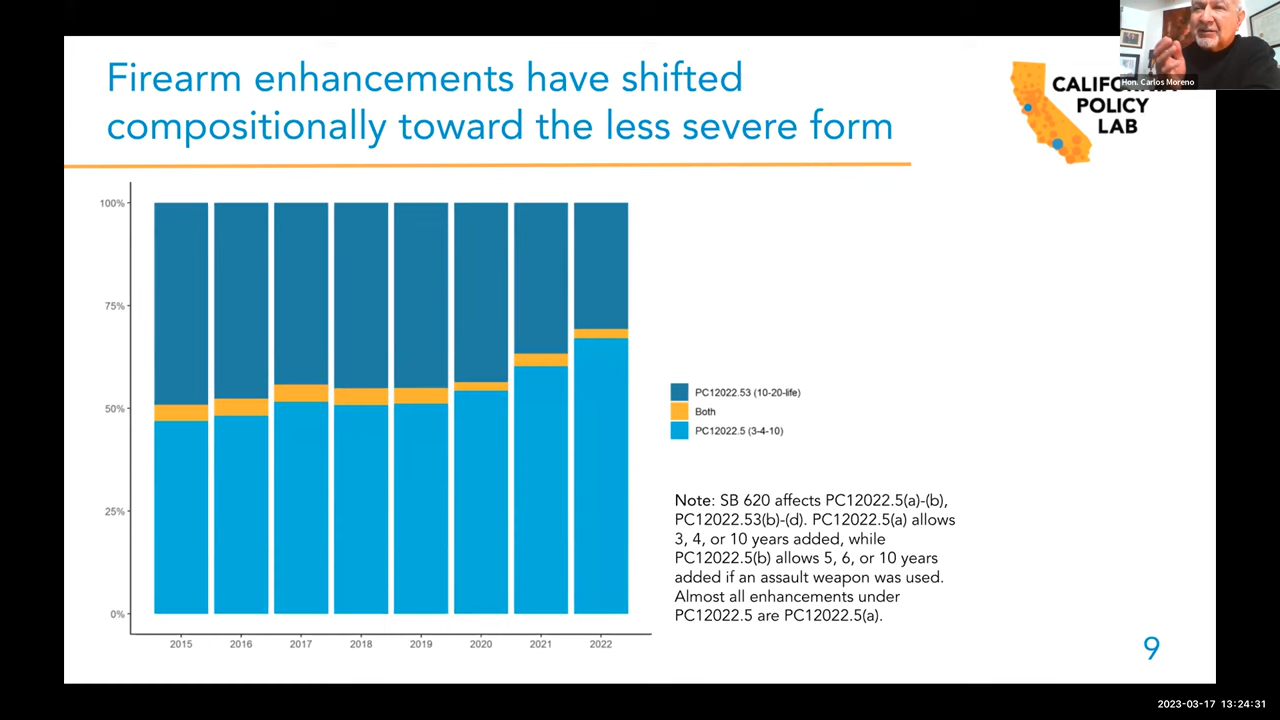 Firearm enhancements have shifted
compositionally toward the less severe form
CALIFORNIA
POLICY
LAB
Hon. Carlos Moreno
100%
75%
50%
25%
0%
2015 2016 2017 2018 2019 2020 2021 2022
PC12022.53 (10-20-life)
Both
PC12022.5 (3-4-10)
Note: SB 620 affects PC12022.5(a)-(b),
PC12022.53(b)-(d). PC12022.5(a) allows
3, 4, or 10 years added, while
PC12022.5(b) allows 5, 6, or 10 years
added if an assault weapon was used.
Almost all enhancements under
PC12022.5 are PC12022.5(a).
9
2023-03-17 13:24:31